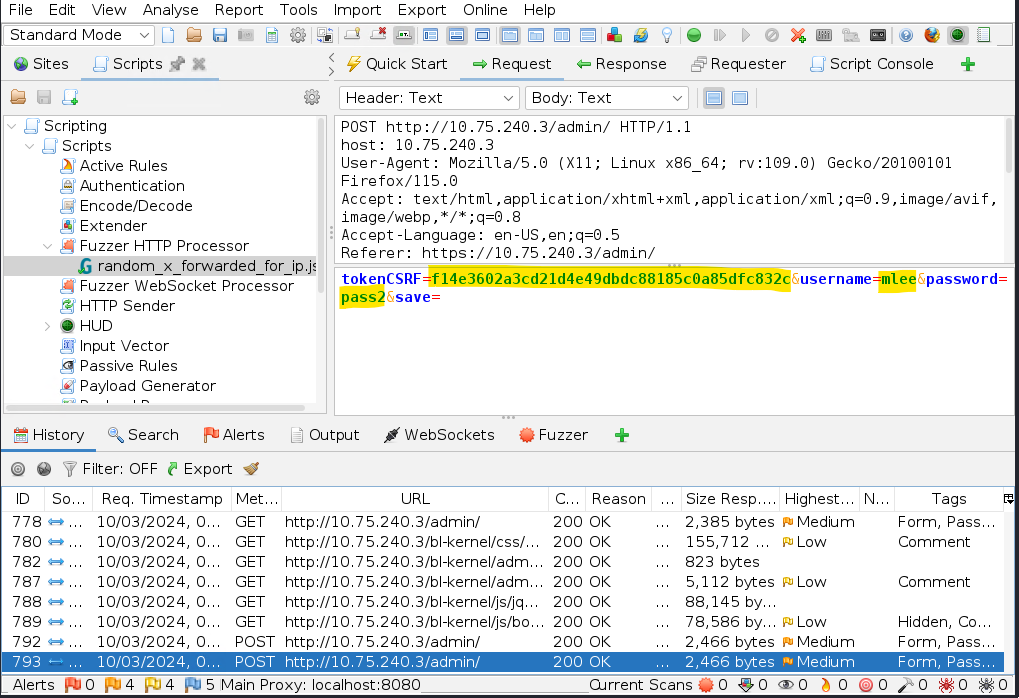 File Edit View Analyse Report Tools Import Export Online Help
Standard Mode
Sites Scripts
Quick Start Request Response Requester Script Console
Header: Text Body: Text
Scripting
Scripts
Active Rules
Authentication
Encode/Decode
Extender
Fuzzer HTTP Processor
random_x_forwarded_for_ip.js
Fuzzer WebSocket Processor
HTTP Sender
HUD
Input Vector
Passive Rules
Payload Generator
POST http://10.75.240.3/admin/ HTTP/1.1
host: 10.75.240.3
User-Agent: Mozilla/5.0 (X11; Linux x86_64; rv:109.0) Gecko/20100101
Firefox/115.0
Accept: text/html,application/xhtml+xml,application/xml;q=0.9,image/avif,
image/webp,*/*;q=0.8
Accept-Language: en-US,en;q=0.5
Referer: https://10.75.240.3/admin/
tokenCSRF=f14e3602a3cd21d4e49dbdc88185c0a85dfc832c&username=mlee&password=
pass2&save=
History Search Alerts Output WebSockets Fuzzer
Filter: OFF Export
ID So... Req. Timestamp Met... URL C... Reason ... Size Resp.... Highest... N... Tags
778 ... 10/03/2024, 0... GET http://10.75.240.3/admin/ 200 OK ... 2,385 bytes Medium Form, Pass...
780 ... 10/03/2024, 0... GET http://10.75.240.3/bl-kernel/css/... 200 OK ... 155,712 ... Low Comment
782 ... 10/03/2024, 0... GET http://10.75.240.3/bl-kernel/adm... 200 OK ... 823 bytes
787 ... 10/03/2024, 0... GET http://10.75.240.3/bl-kernel/adm... 200 OK ... 5,112 bytes Low Comment
788 ... 10/03/2024, 0... GET http://10.75.240.3/bl-kernel/js/jq... 200 OK ... 88,145 by...
789 ... 10/03/2024, 0... GET http://10.75.240.3/bl-kernel/js/bo... 200 OK ... 78,586 by... Low Hidden, Co...
792 ... 10/03/2024, 0... POST http://10.75.240.3/admin/ 200 OK ... 2,466 bytes Medium Form, Pass...
793 ... 10/03/2024, 0... POST http://10.75.240.3/admin/ 200 OK ... 2,466 bytes Medium Form, Pass...
Alerts 0 4 4 5 Main Proxy: localhost:8080 Current Scans 0 0 0 0 0 0 0 0